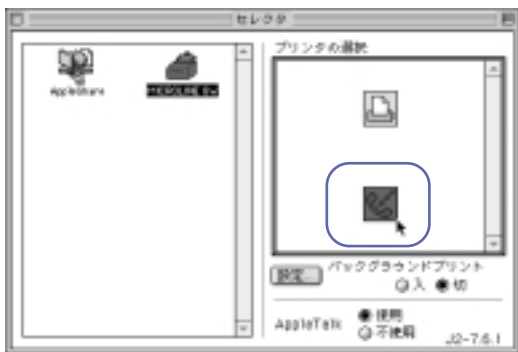 セレクタ
プリンタの選択
AppleShare
MICROLINE
設定...
バックグラウンドプリント
入 切
AppleTalk
使用
不使用
J2-7.6.1